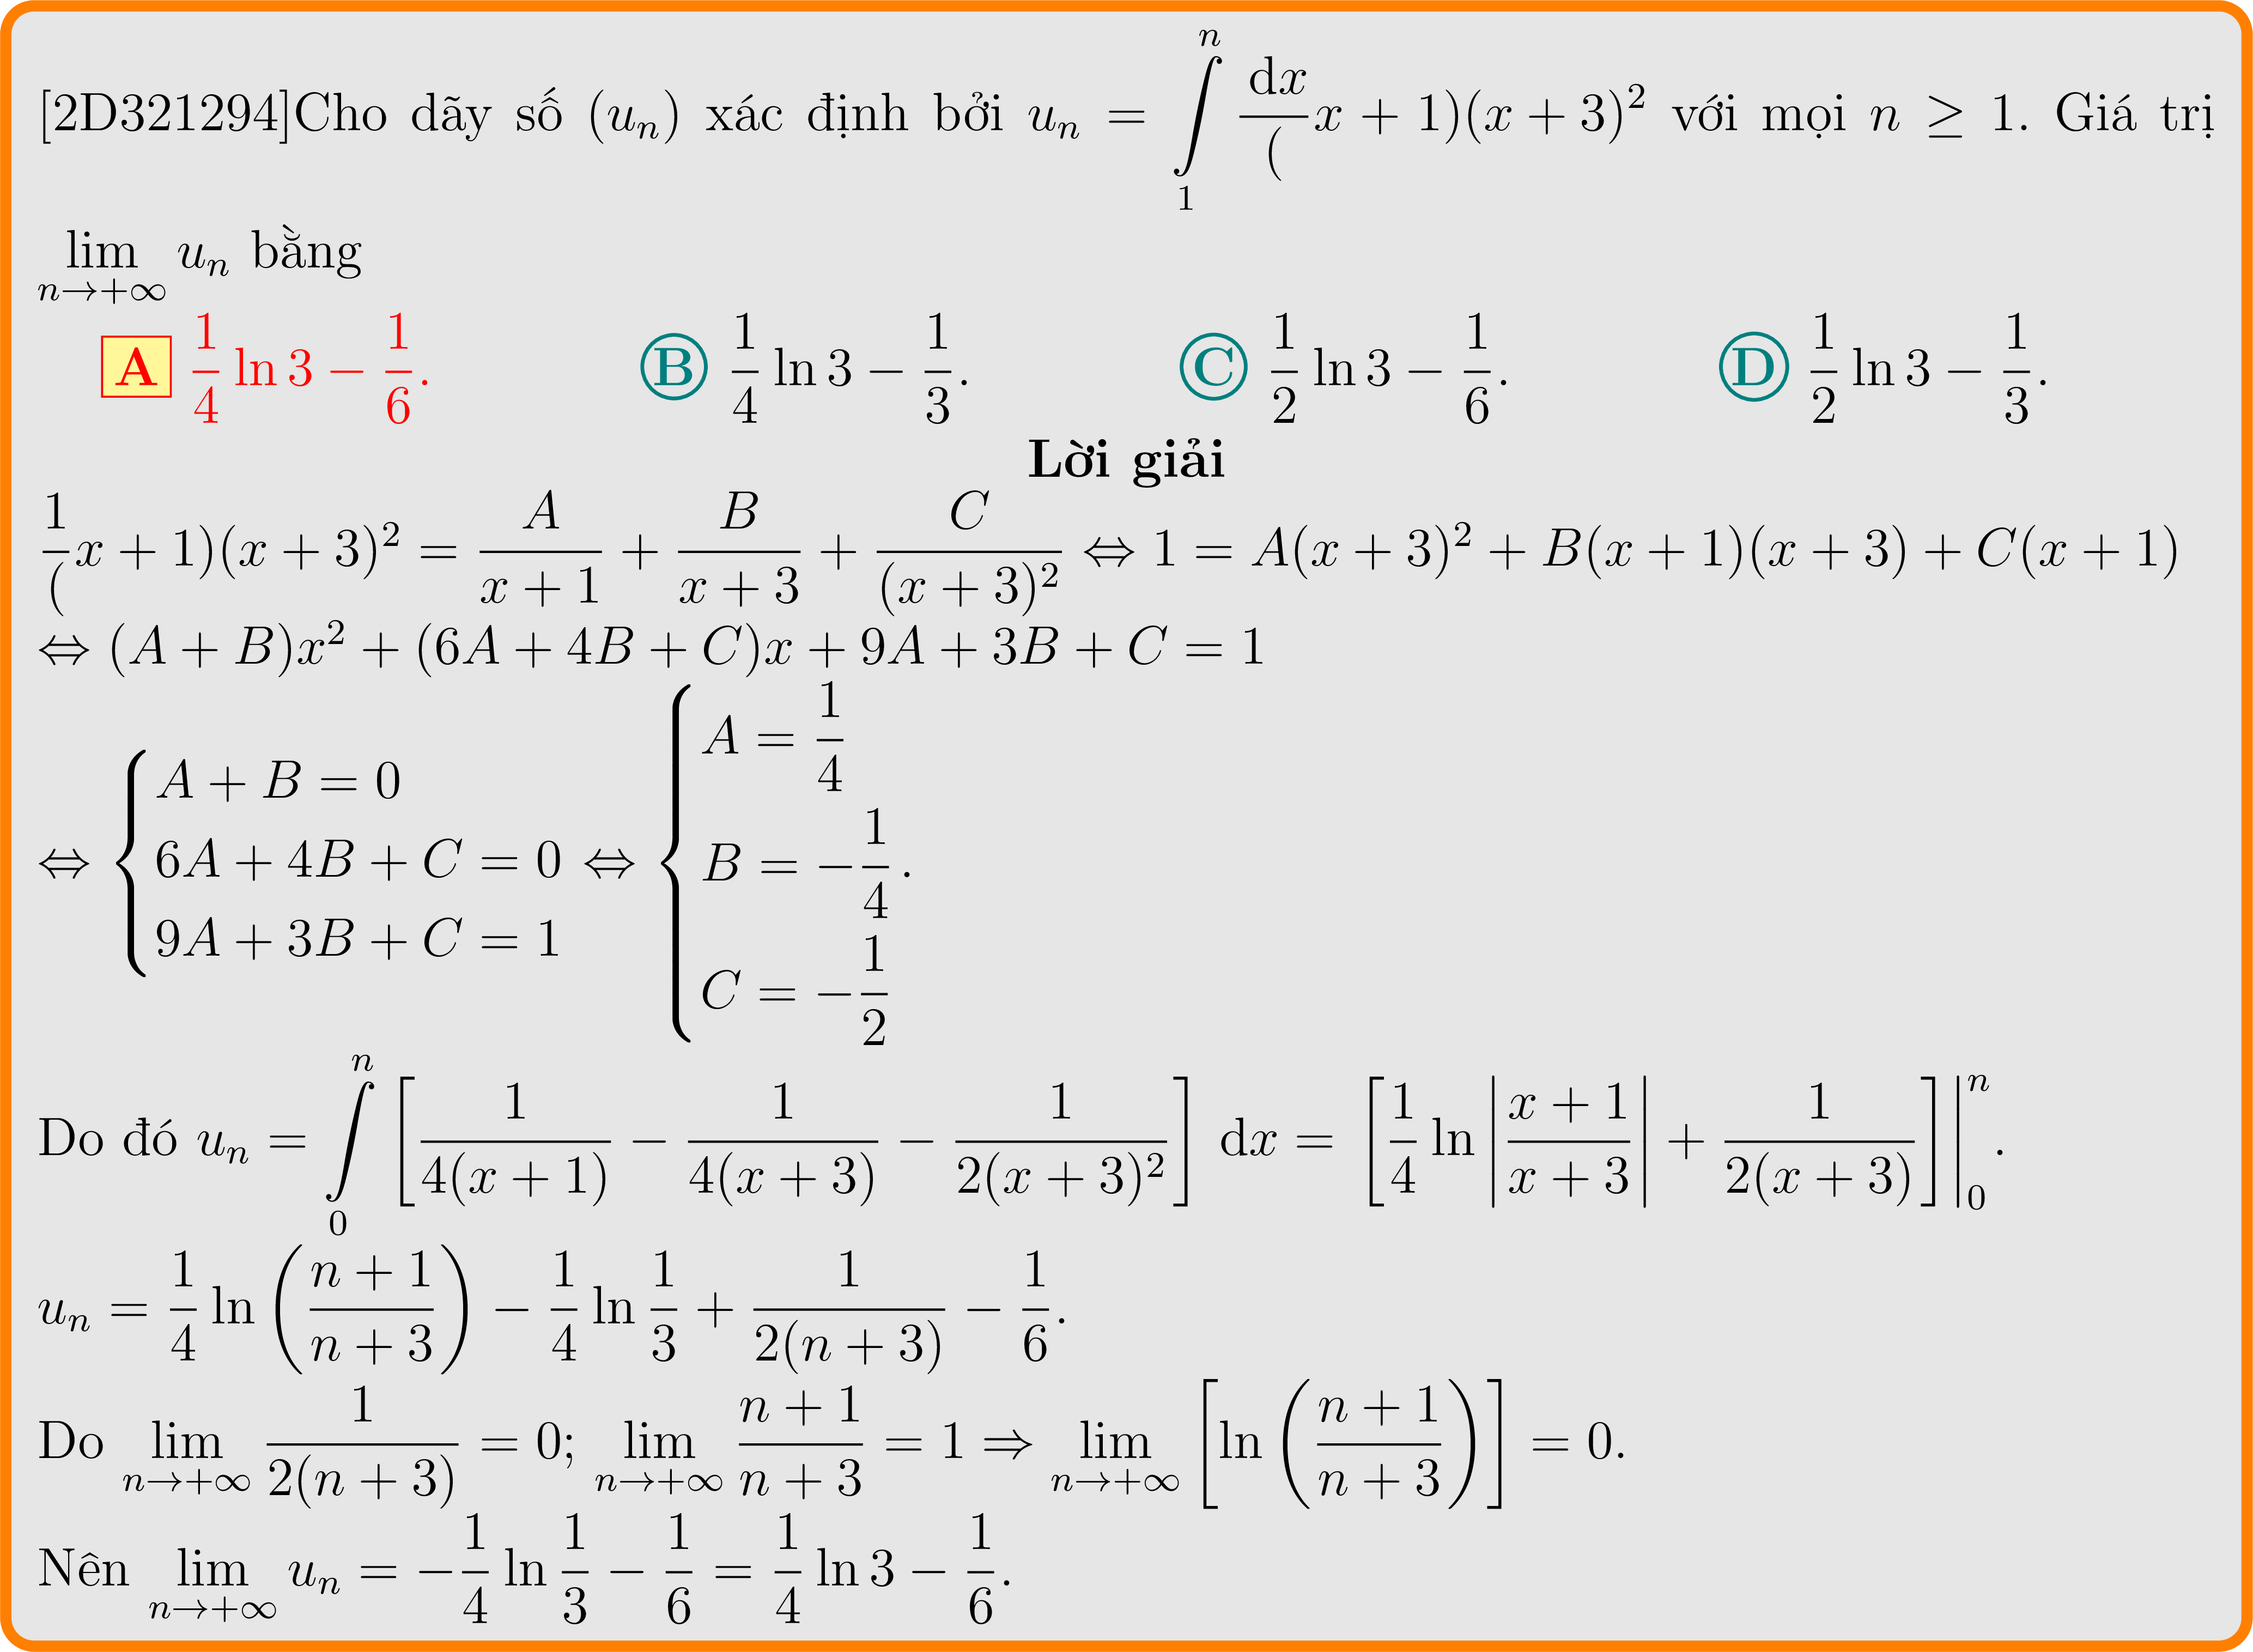 [2D321294]Cho dãy số $(u_n)$ xác định bởi $u_n = \int\limits_1^n \frac{\mathrm{d}x}{(}x+1)(x+3)^2$ với mọi $n \geq 1$. Giá trị
$\lim\limits_{n\to+\infty} u_n$ bằng
A $\frac{1}{4}\ln 3 - \frac{1}{6}$. B $\frac{1}{4}\ln 3 - \frac{1}{3}$. C $\frac{1}{2}\ln 3 - \frac{1}{6}$. D $\frac{1}{2}\ln 3 - \frac{1}{3}$.
Lời giải
$\frac{1}{(}x+1)(x+3)^2 = \frac{A}{x+1} + \frac{B}{x+3} + \frac{C}{(x+3)^2} \Leftrightarrow 1 = A(x+3)^2 + B(x+1)(x+3) + C(x+1)$
$\Leftrightarrow (A+B)x^2 + (6A+4B+C)x + 9A+3B+C = 1$
$\Leftrightarrow \begin{cases} A+B=0 \\ 6A+4B+C=0 \\ 9A+3B+C=1 \end{cases} \Leftrightarrow \begin{cases} A=\frac{1}{4} \\ B=-\frac{1}{4} \\ C=-\frac{1}{2} \end{cases}.$
Do đó $u_n = \int\limits_0^n \left[\frac{1}{4(x+1)} - \frac{1}{4(x+3)} - \frac{1}{2(x+3)^2}\right] \mathrm{d}x = \left[\frac{1}{4}\ln\left|\frac{x+1}{x+3}\right| + \frac{1}{2(x+3)}\right]\Big|_0^n.$
$u_n = \frac{1}{4}\ln\left(\frac{n+1}{n+3}\right) - \frac{1}{4}\ln\frac{1}{3} + \frac{1}{2(n+3)} - \frac{1}{6}.$
Do $\lim\limits_{n\to+\infty} \frac{1}{2(n+3)} = 0$; $\lim\limits_{n\to+\infty} \frac{n+1}{n+3} = 1 \Rightarrow \lim\limits_{n\to+\infty} \left[\ln\left(\frac{n+1}{n+3}\right)\right] = 0.$
Nên $\lim\limits_{n\to+\infty} u_n = -\frac{1}{4}\ln\frac{1}{3} - \frac{1}{6} = \frac{1}{4}\ln 3 - \frac{1}{6}.$